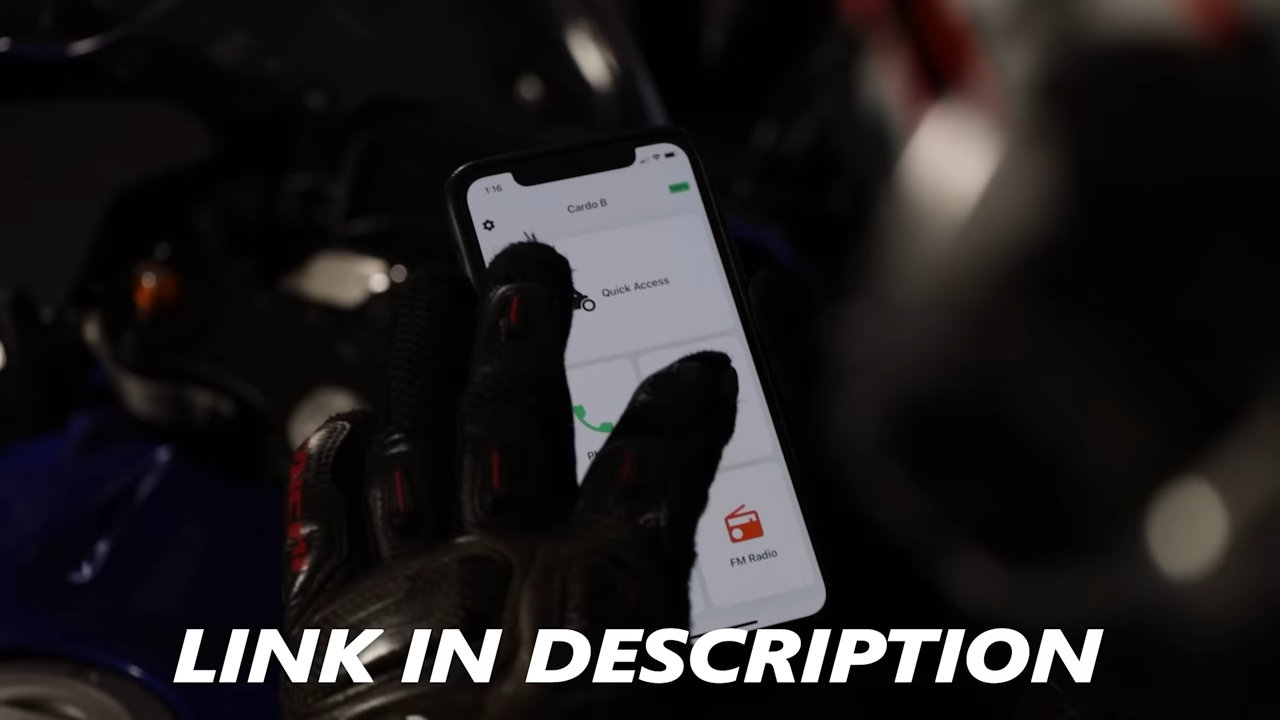 1:16
Cardo B
Quick Access
FM Radio
LINK IN DESCRIPTION